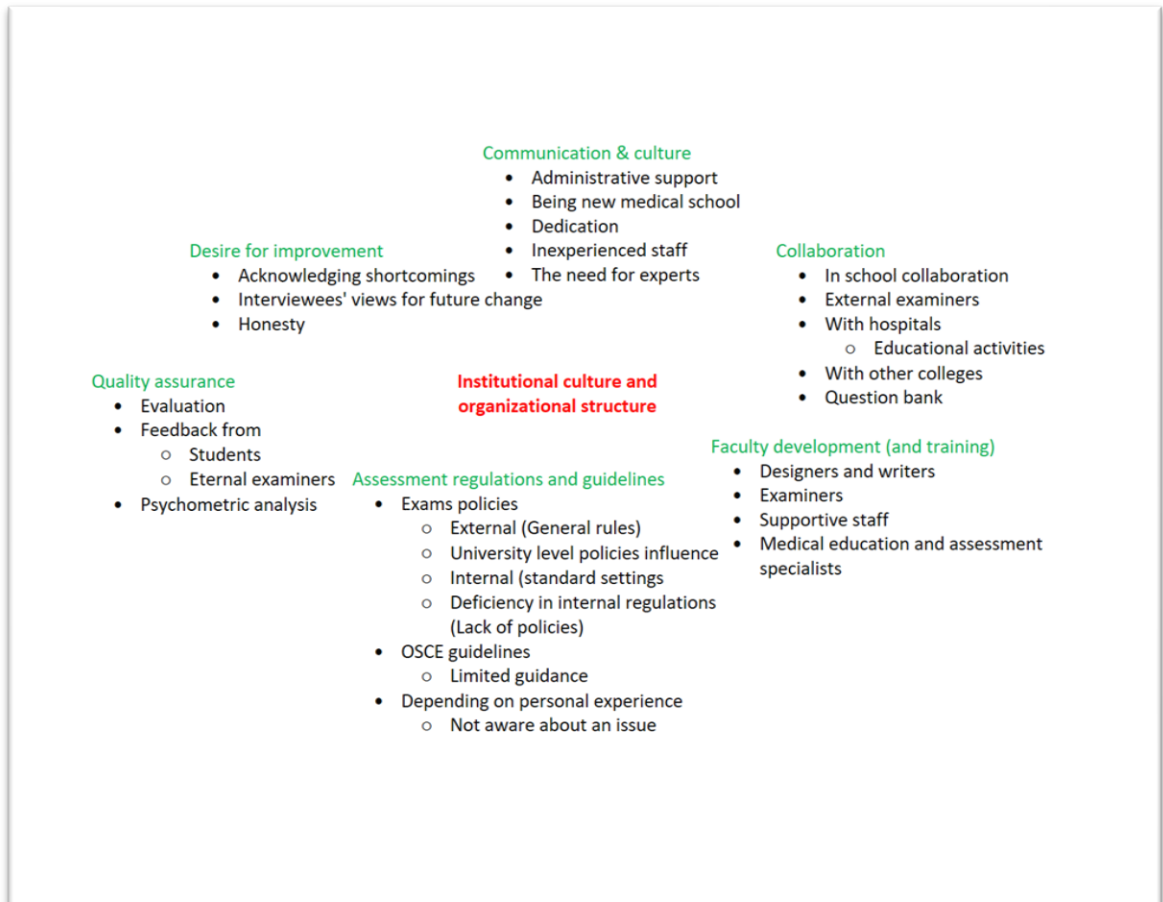 Communication & culture
• Administrative support
• Being new medical school
• Dedication
• Inexperienced staff
• The need for experts
Desire for improvement
• Acknowledging shortcomings
• Interviewees' views for future change
• Honesty
Collaboration
• In school collaboration
• External examiners
• With hospitals
o Educational activities
• With other colleges
• Question bank
Quality assurance
• Evaluation
• Feedback from
o Students
o Eternal examiners
• Psychometric analysis
Institutional culture and
organizational structure
Faculty development (and training)
• Designers and writers
• Examiners
• Supportive staff
• Medical education and assessment
specialists
Assessment regulations and guidelines
• Exams policies
o External (General rules)
o University level policies influence
o Internal (standard settings
o Deficiency in internal regulations
(Lack of policies)
• OSCE guidelines
o Limited guidance
• Depending on personal experience
o Not aware about an issue